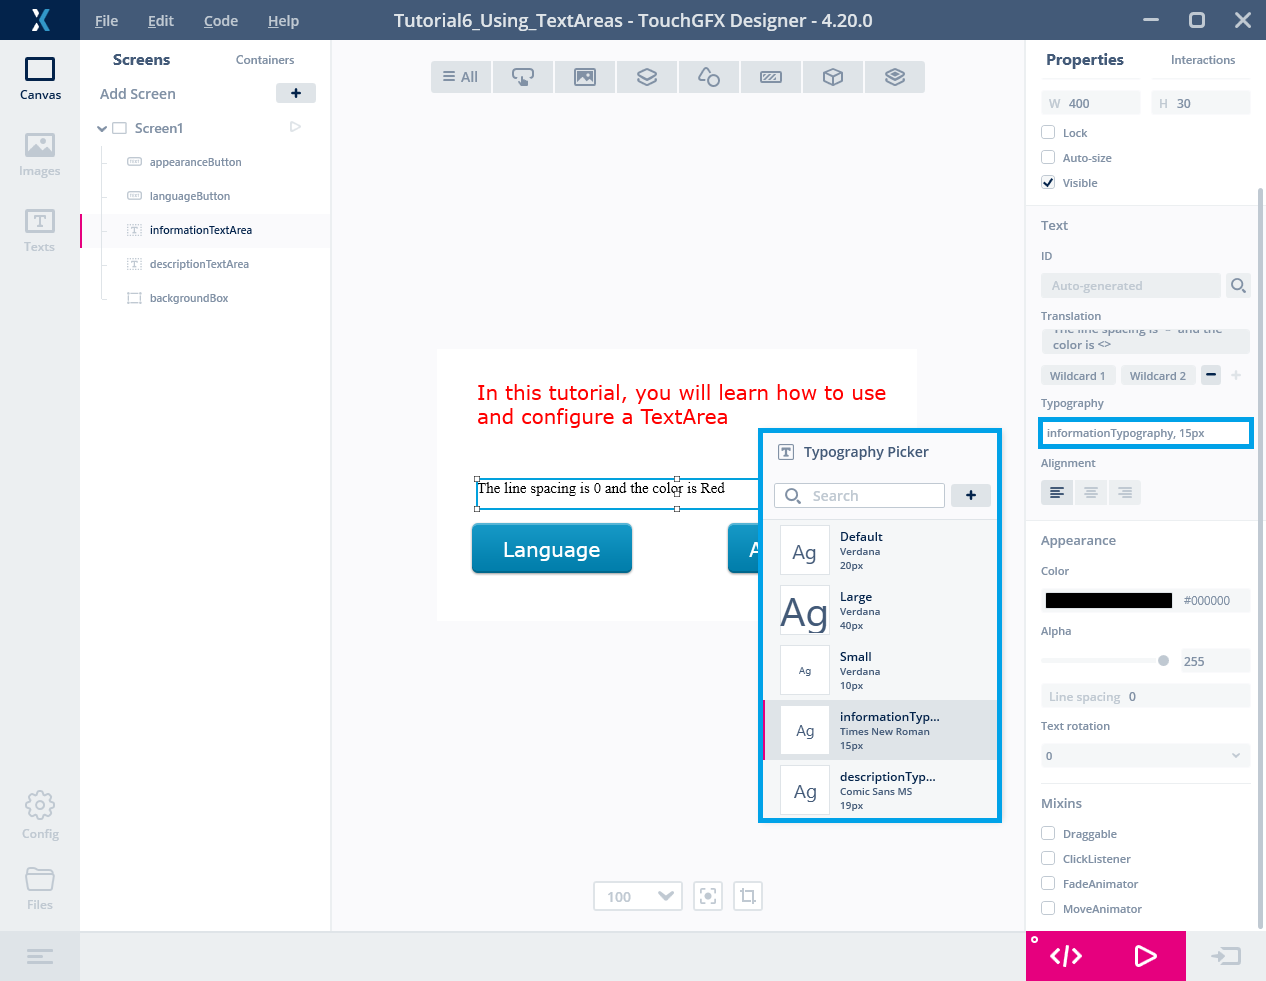 File Edit Code Help
Tutorial6_Using_TextAreas - TouchGFX Designer - 4.20.0
Canvas
Images
Texts
Config
Files
Screens
Containers
Add Screen
Screen1
appearanceButton
languageButton
informationTextArea
descriptionTextArea
backgroundBox
All
In this tutorial, you will learn how to use
and configure a TextArea
The line spacing is 0 and the color is Red
Language
A
Typography Picker
Search
Ag
Default
Verdana
20px
Ag
Large
Verdana
40px
Ag
Small
Verdana
10px
Ag
informationTyp...
Times New Roman
15px
Ag
descriptionTyp...
Comic Sans MS
19px
100
Properties
Interactions
W 400
H 30
Lock
Auto-size
Visible
Text
ID
Auto-generated
Translation
The line spacing is and the
color is <>
Wildcard 1
Wildcard 2
Typography
informationTypography, 15px
Alignment
Appearance
Color
#000000
Alpha
255
Line spacing 0
Text rotation
0
Mixins
Draggable
ClickListener
FadeAnimator
MoveAnimator